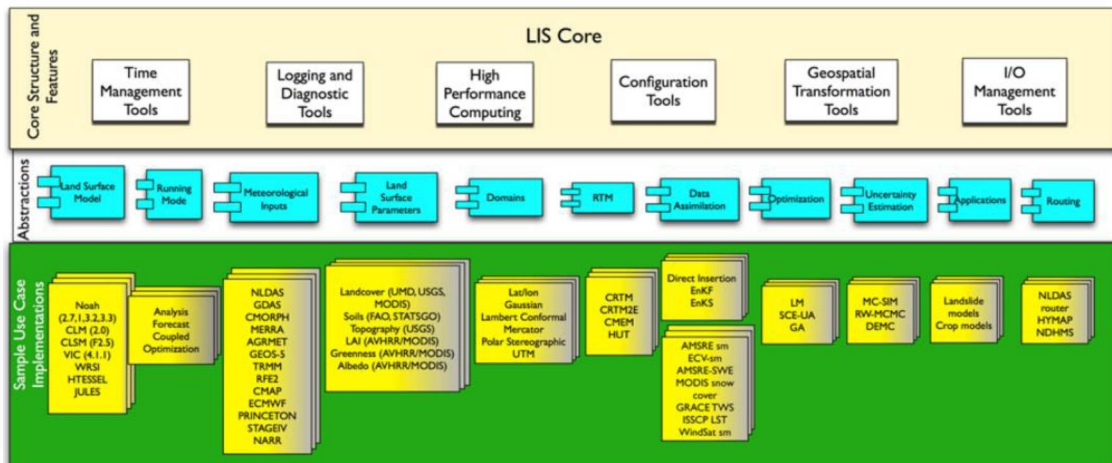 LIS Core
Core Structure and
Features
Time
Management
Tools
Logging and
Diagnostic
Tools
High
Performance
Computing
Configuration
Tools
Geospatial
Transformation
Tools
I/O
Management
Tools
Abstractions
Land Surface
Model
Running
Mode
Meteorological
Inputs
Land
Surface
Parameters
Domains
RTM
Data
Assimilation
Optimization
Uncertainty
Estimation
Applications
Routing
Sample Use Case
Implementations
Noah
(2.7,1,3.2,3.3)
CLM (2.0)
CLSM (F2.5)
VIC (4.1.1)
WRSI
HTESSEL
JULES
Analysis
Forecast
Coupled
Optimization
NLDAS
GDAS
CMORPH
MERRA
AGRMET
GEOS-5
TRMM
RFE2
CMAP
ECMWF
PRINCETON
STAGEIV
NARR
Landcover (UMD, USGS,
MODIS)
Soils (FAO, STATSGO)
Topography (USGS)
LAI (AVHRR/MODIS)
Greenness (AVHRR/MODIS)
Albedo (AVHRR/MODIS)
Lat/lon
Gaussian
Lambert Conformal
Mercator
Polar Stereographic
UTM
CRTM
CRTM2E
CMEM
HUT
Direct Insertion
EnKF
EnKS
AMSRE sm
ECV-sm
AMSRE-SWE
MODIS snow
cover
GRACE TWS
ISSCP LST
WindSat sm
LM
SCE-UA
GA
MC-SIM
RW-MCMC
DEMC
Landslide
models
Crop models
NLDAS
router
HYMAP
NDHMS